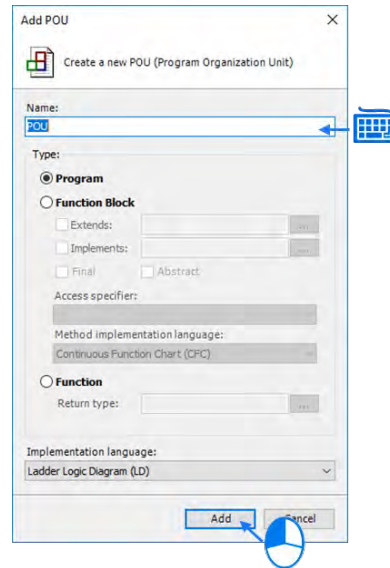 Add POU
Create a new POU (Program Organization Unit)
Name:
POU
Type:
Program
Function Block
Extends:
...
Implements:
...
Final Abstract
Access specifier:
Method implementation language:
Continuous Function Chart (CFC)
Function
Return type:
...
Implementation language:
Ladder Logic Diagram (LD)
Add Cancel